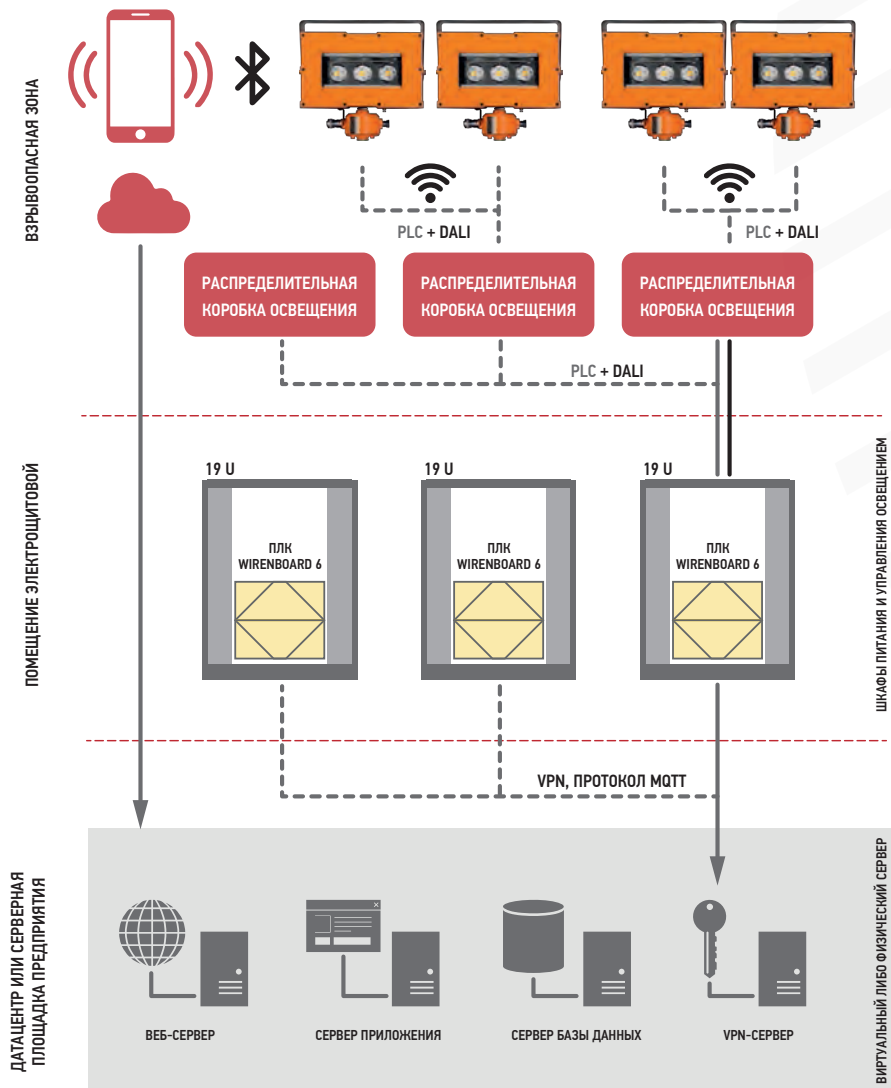 ВЗРЫВООПАСНАЯ ЗОНА
PLC + DALI
PLC + DALI
РАСПРЕДЕЛИТЕЛЬНАЯ
КОРОБКА ОСВЕЩЕНИЯ
РАСПРЕДЕЛИТЕЛЬНАЯ
КОРОБКА ОСВЕЩЕНИЯ
РАСПРЕДЕЛИТЕЛЬНАЯ
КОРОБКА ОСВЕЩЕНИЯ
PLC + DALI
ПОМЕЩЕНИЕ ЭЛЕКТРОЩИТОВОЙ
19 U
ПЛК
WIRENBOARD 6
19 U
ПЛК
WIRENBOARD 6
19 U
ПЛК
WIRENBOARD 6
ШКАФЫ ПИТАНИЯ И УПРАВЛЕНИЯ ОСВЕЩЕНИЕМ
VPN, ПРОТОКОЛ MQTT
ДАТАЦЕНТР ИЛИ СЕРВЕРНАЯ
ПЛОЩАДКА ПРЕДПРИЯТИЯ
ВЕБ-СЕРВЕР
СЕРВЕР ПРИЛОЖЕНИЯ
СЕРВЕР БАЗЫ ДАННЫХ
VPN-СЕРВЕР
ВИРТУАЛЬНЫЙ ЛИБО ФИЗИЧЕСКИЙ СЕРВЕР